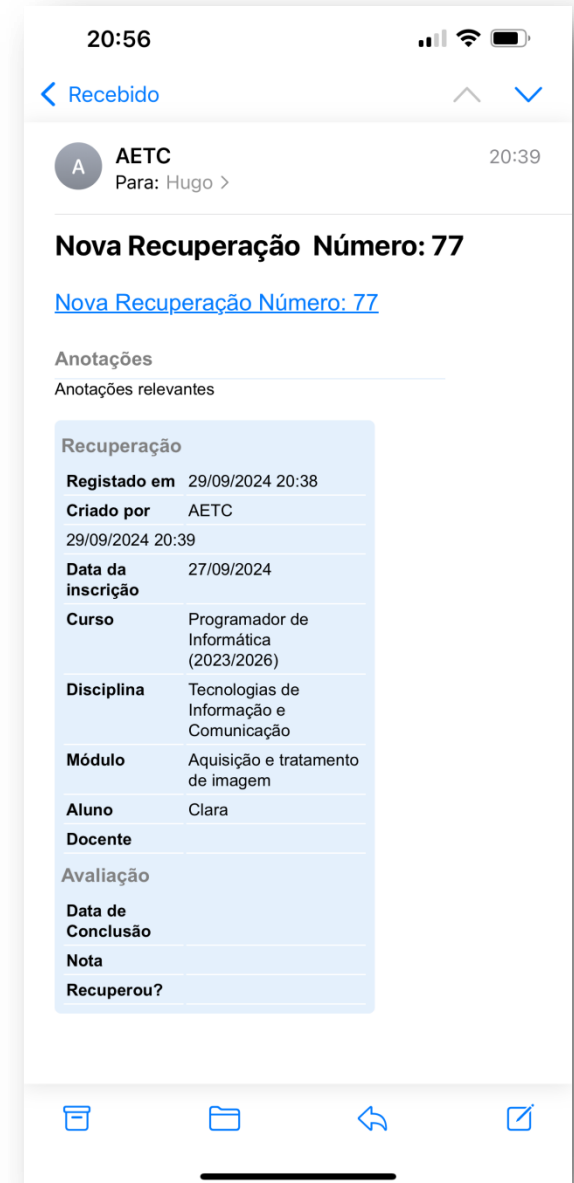 20:56
Recebido
A
AETC
20:39
Para: Hugo >
Nova Recuperação  Número: 77
Nova Recuperação Número: 77
Anotações
Anotações relevantes
Recuperação
Registado em 29/09/2024 20:38
Criado por AETC
29/09/2024 20:39
Data da 27/09/2024
inscrição
Curso Programador de
Informática
(2023/2026)
Disciplina Tecnologias de
Informação e
Comunicação
Módulo Aquisição e tratamento
de imagem
Aluno Clara
Docente
Avaliação
Data de
Conclusão
Nota
Recuperou?